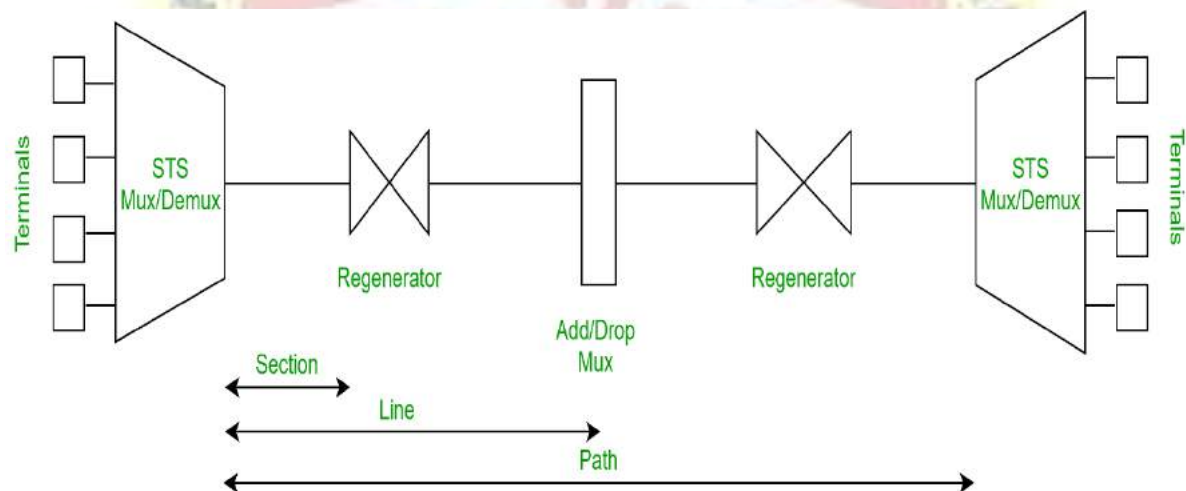 Terminals
STS
Mux/Demux
Regenerator
Add/Drop
Mux
Regenerator
STS
Mux/Demux
Terminals
Section
Line
Path